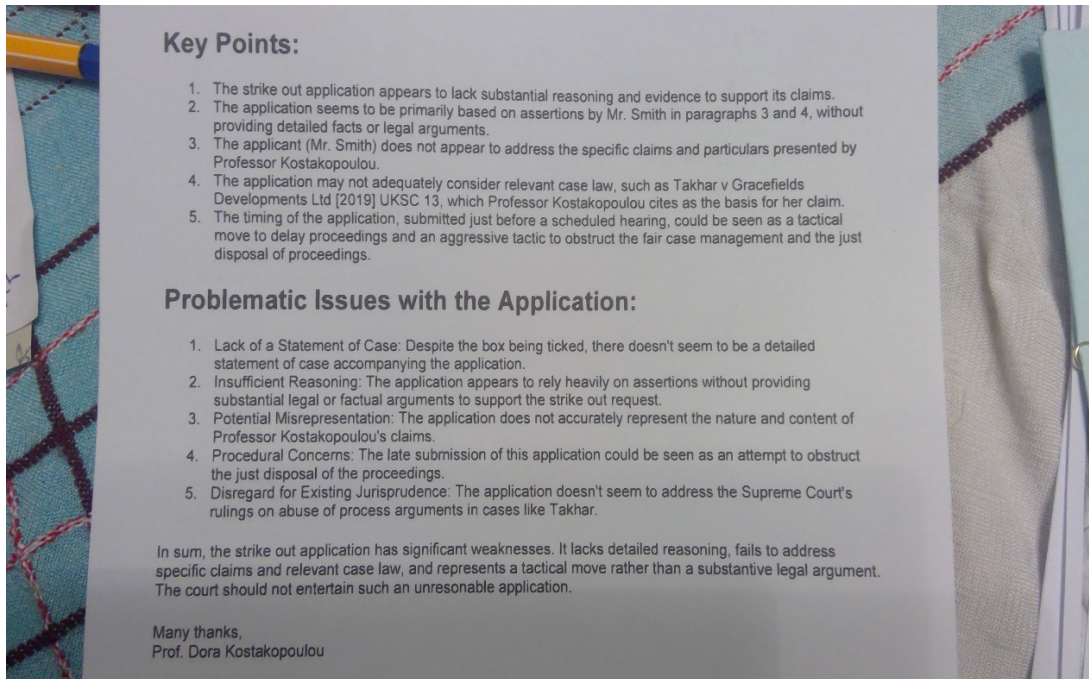 Key Points:
1. The strike out application appears to lack substantial reasoning and evidence to support its claims.
2. The application seems to be primarily based on assertions by Mr. Smith in paragraphs 3 and 4, without
providing detailed facts or legal arguments.
3. The applicant (Mr. Smith) does not appear to address the specific claims and particulars presented by
Professor Kostakopoulou.
4. The application may not adequately consider relevant case law, such as Takhar v Gracefields
Developments Ltd [2019] UKSC 13, which Professor Kostakopoulou cites as the basis for her claim.
5. The timing of the application, submitted just before a scheduled hearing, could be seen as a tactical
move to delay proceedings and an aggressive tactic to obstruct the fair case management and the just
disposal of proceedings.
Problematic Issues with the Application:
1. Lack of a Statement of Case: Despite the box being ticked, there doesn't seem to be a detailed
statement of case accompanying the application.
2. Insufficient Reasoning: The application appears to rely heavily on assertions without providing
substantial legal or factual arguments to support the strike out request.
3. Potential Misrepresentation: The application does not accurately represent the nature and content of
Professor Kostakopoulou's claims.
4. Procedural Concerns: The late submission of this application could be seen as an attempt to obstruct
the just disposal of the proceedings.
5. Disregard for Existing Jurisprudence: The application doesn't seem to address the Supreme Court's
rulings on abuse of process arguments in cases like Takhar.
In sum, the strike out application has significant weaknesses. It lacks detailed reasoning, fails to address
specific claims and relevant case law, and represents a tactical move rather than a substantive legal argument.
The court should not entertain such an unresonable application.
Many thanks,
Prof. Dora Kostakopoulou